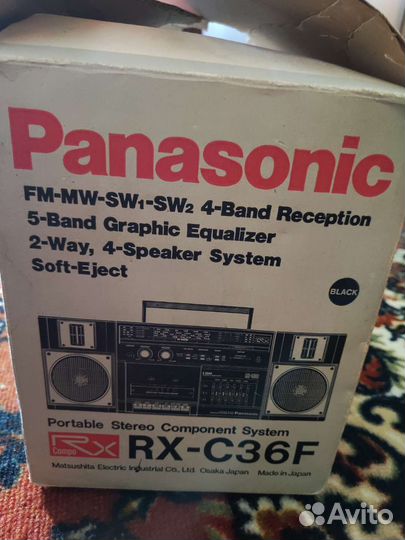 Panasonic
FM-MW-SW1-SW2 4-Band Reception
5-Band Graphic Equalizer
2-Way, 4-Speaker System
Soft-Eject
BLACK
Portable Stereo Component System
RX Compo RX-C36F
Matsushita Electric Industrial Co., Ltd. Osaka Japan Made in Japan
Avito